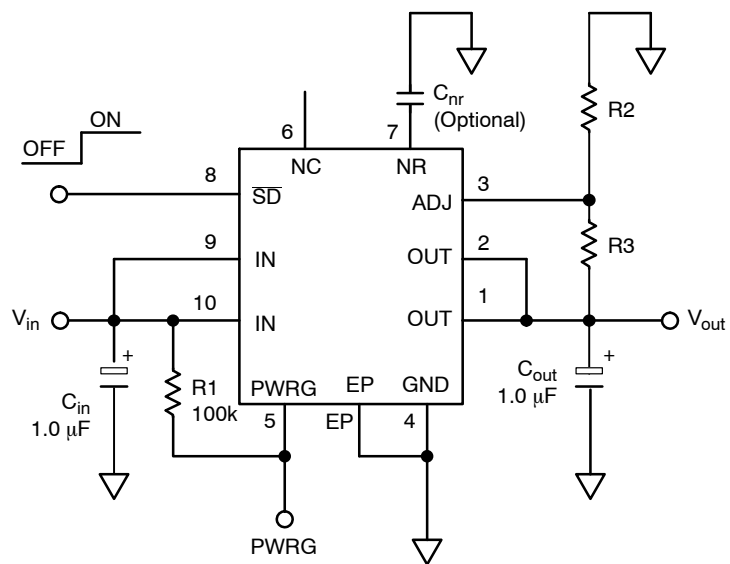 ON
OFF
C_nr
(Optional)
R2
6
7
NC
NR
8
S̅D̅
3
ADJ
9
IN
2
OUT
R3
V_in
10
IN
1
OUT
V_out
+
C_in
1.0 μF
R1
100k
PWRG
5
EP
EP
GND
4
+
C_out
1.0 μF
PWRG